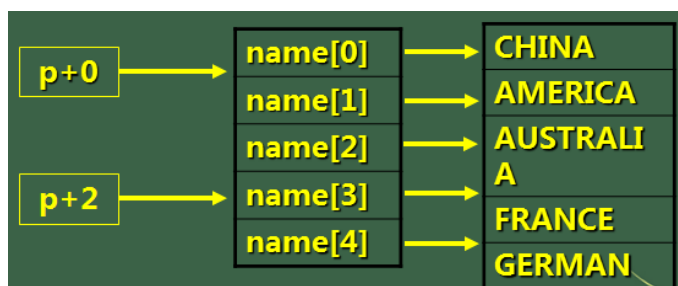 p+0
p+2
name[0]
name[1]
name[2]
name[3]
name[4]
CHINA
AMERICA
AUSTRALI
A
FRANCE
GERMAN